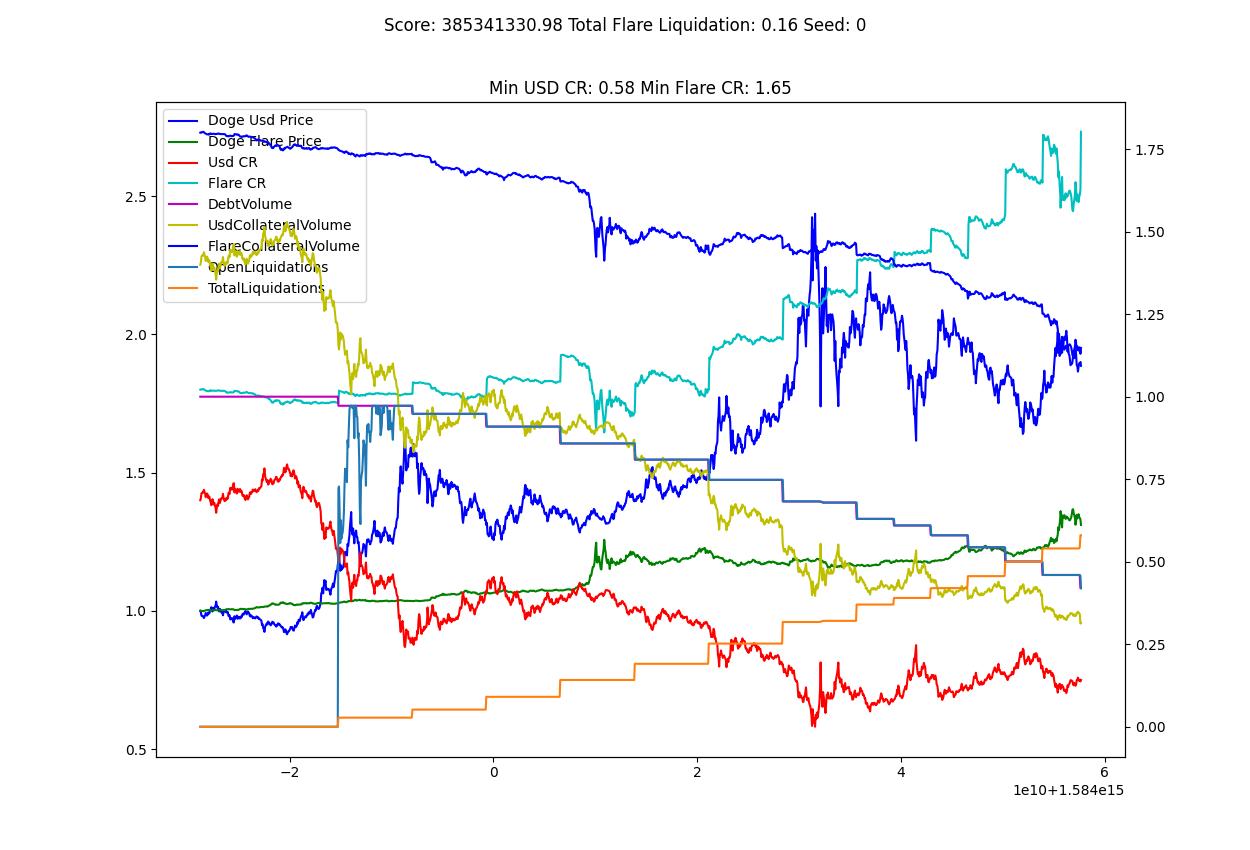 Score: 385341330.98 Total Flare Liquidation: 0.16 Seed: 0
Min USD CR: 0.58 Min Flare CR: 1.65
Doge Usd Price
Doge Flare Price
Usd CR
Flare CR
DebtVolume
UsdCollateralVolume
FlareCollateralVolume
OpenLiquidations
TotalLiquidations
2.5
2.0
1.5
1.0
0.5
1.75
1.50
1.25
1.00
0.75
0.50
0.25
0.00
−2
0
2
4
6
1e10+1.584e15